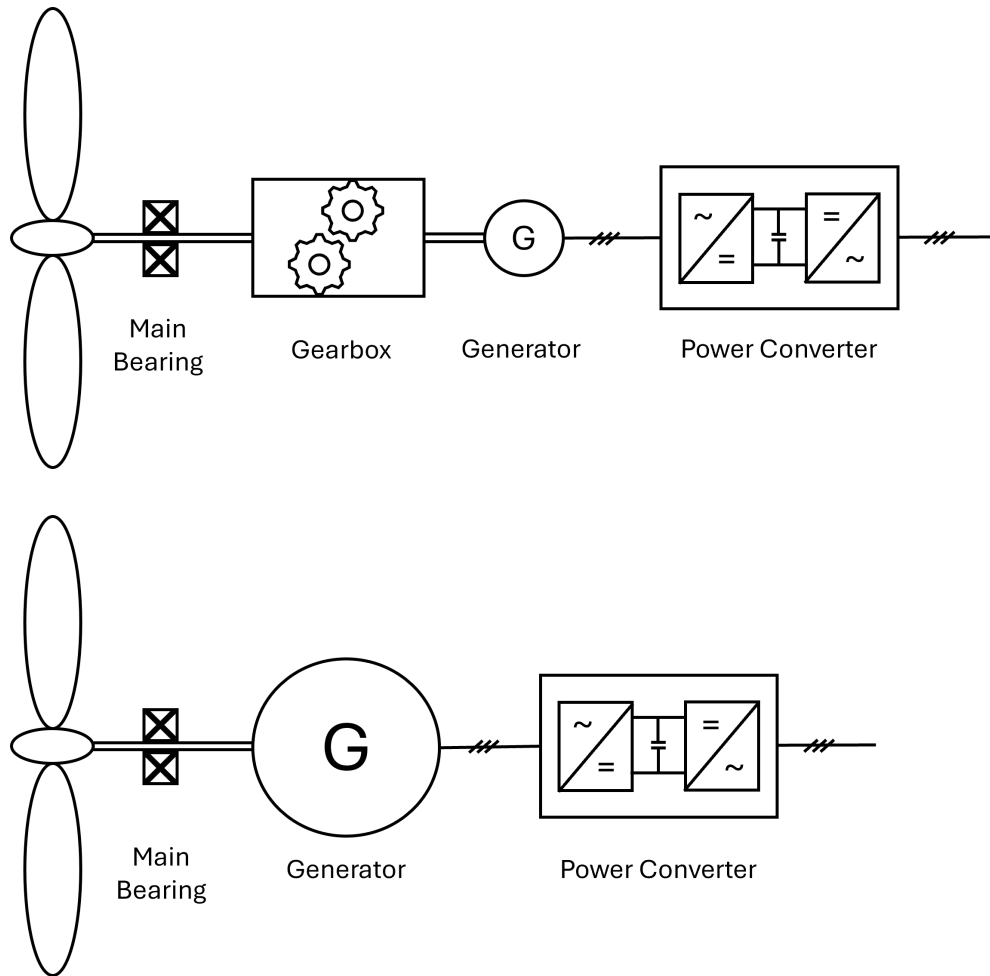 G
~
=
=
~
Main
Bearing
Gearbox
Generator
Power Converter
G
~
=
=
~
Main
Bearing
Generator
Power Converter